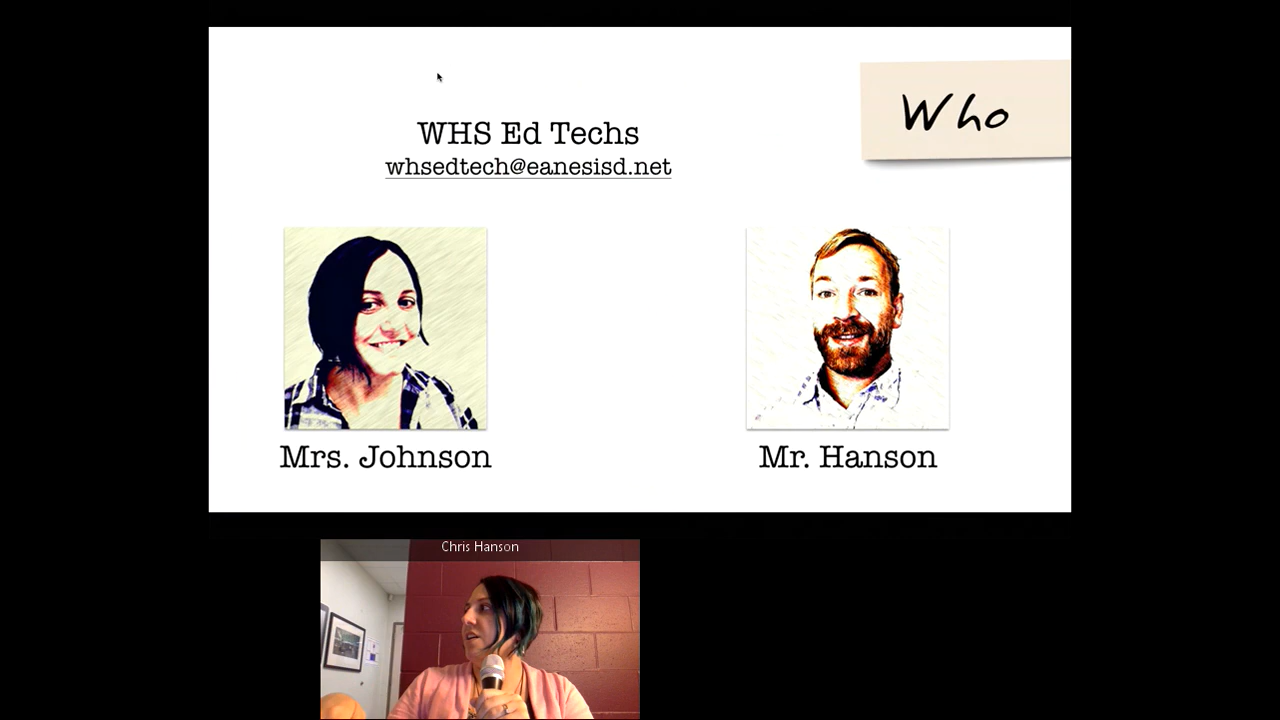 Who
WHS Ed Techs
whsedtech@eanesisd.net
Mrs. Johnson
Mr. Hanson
Chris Hanson